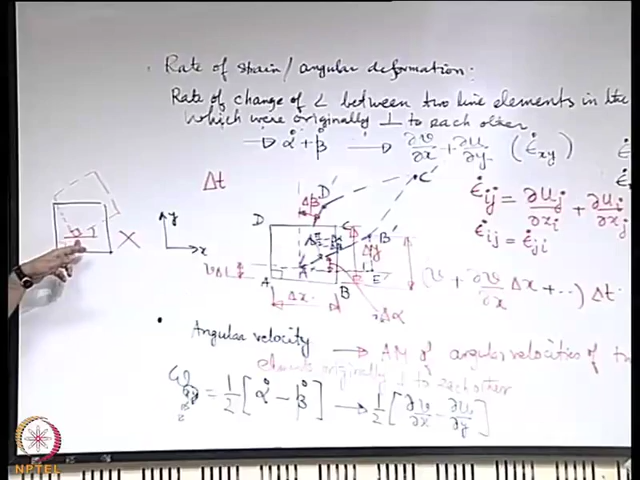 Rate of strain/angular deformation:
Rate of change of ∠ between two line elements in the
which were originally ⊥ to each other
→ α̇ + β̇ → ∂v/∂x + ∂u/∂y (ε̇xy)
Δt
ε̇ij = ∂uj/∂xi + ∂ui/∂xj
ε̇ij = ε̇ji
Δβ
D
C'
D
C
B'
Δy
y
x
A'
E'
vΔt
A
B
Δx
Δα
(v + ∂v/∂x Δx + ...) Δt
• Angular velocity → AM of angular velocities of
elements originally ⊥ to each other
= 1/2 [α̇ − β̇] → 1/2 [∂v/∂x − ∂u/∂y]
NPTEL